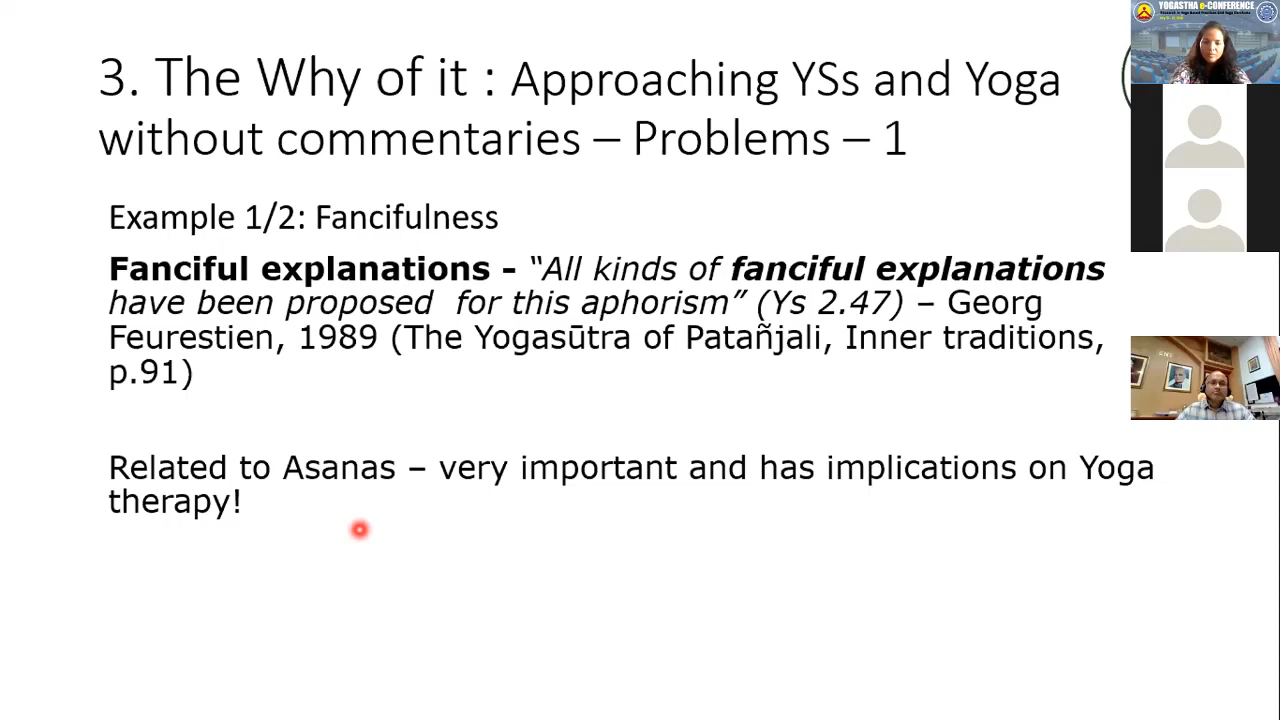 3. The Why of it : Approaching YSs and Yoga
without commentaries – Problems – 1
Example 1/2: Fancifulness
Fanciful explanations - “All kinds of fanciful explanations
have been proposed for this aphorism” (Ys 2.47) – Georg
Feurestien, 1989 (The Yogasūtra of Patañjali, Inner traditions,
p.91)
Related to Asanas – very important and has implications on Yoga
therapy!
YOGASTHA e-CONFERENCE